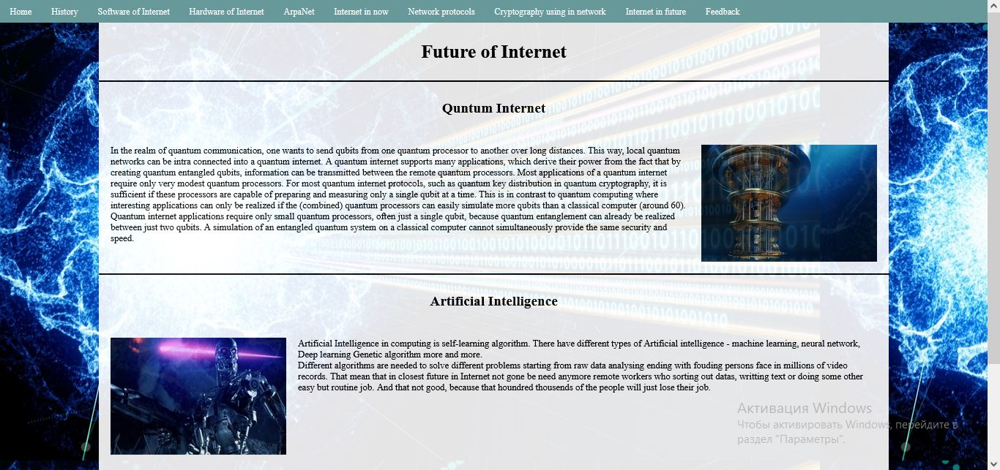 Home History Software of Internet Hardware of Internet ArpaNet Internet in now Network protocols Cryptography using in network Internet in future Feedback
Future of Internet
Quntum Internet
In the realm of quantum communication, one wants to send qubits from one quantum processor to another over long distances. This way, local quantum
networks can be intra connected into a quantum internet. A quantum internet supports many applications, which derive their power from the fact that by
creating quantum entangled qubits, information can be transmitted between the remote quantum processors. Most applications of a quantum internet
require only very modest quantum processors. For most quantum internet protocols, such as quantum key distribution in quantum cryptography, it is
sufficient if these processors are capable of preparing and measuring only a single qubit at a time. This is in contrast to quantum computing where
interesting applications can only be realized if the (combined) quantum processors can easily simulate more qubits than a classical computer (around 60).
Quantum internet applications require only small quantum processors, often just a single qubit, because quantum entanglement can already be realized
between just two qubits. A simulation of an entangled quantum system on a classical computer cannot simultaneously provide the same security and
speed.
Artificial Intelligence
Artificial Intelligence in computing is self-learning algorithm. There have different types of Artificial intelligence - machine learning, neural network,
Deep learning Genetic algorithm more and more.
Different algorithms are needed to solve different problems starting from raw data analysing ending with fouding persons face in millions of video
records. That mean that in closest future in Internet not gone be need anymore remote workers who sorting out datas, writting text or doing some other
easy but routine job. And that not good, because that houndred thousends of the people will just lose their job.
Активация Windows
Чтобы активировать Windows, перейдите в
раздел "Параметры".